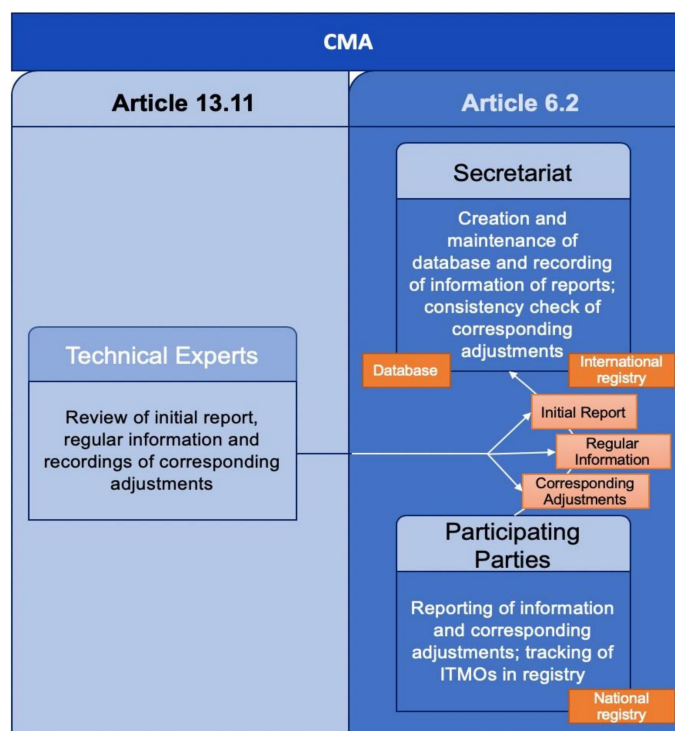 CMA
Article 13.11
Technical Experts
Review of initial report,
regular information and
recordings of corresponding
adjustments
Article 6.2
Secretariat
Creation and
maintenance of
database and recording
of information of reports;
consistency check of
corresponding
adjustments
Database
International
registry
Initial Report
Regular
Information
Corresponding
Adjustments
Participating
Parties
Reporting of information
and corresponding
adjustments; tracking of
ITMOs in registry
National
registry